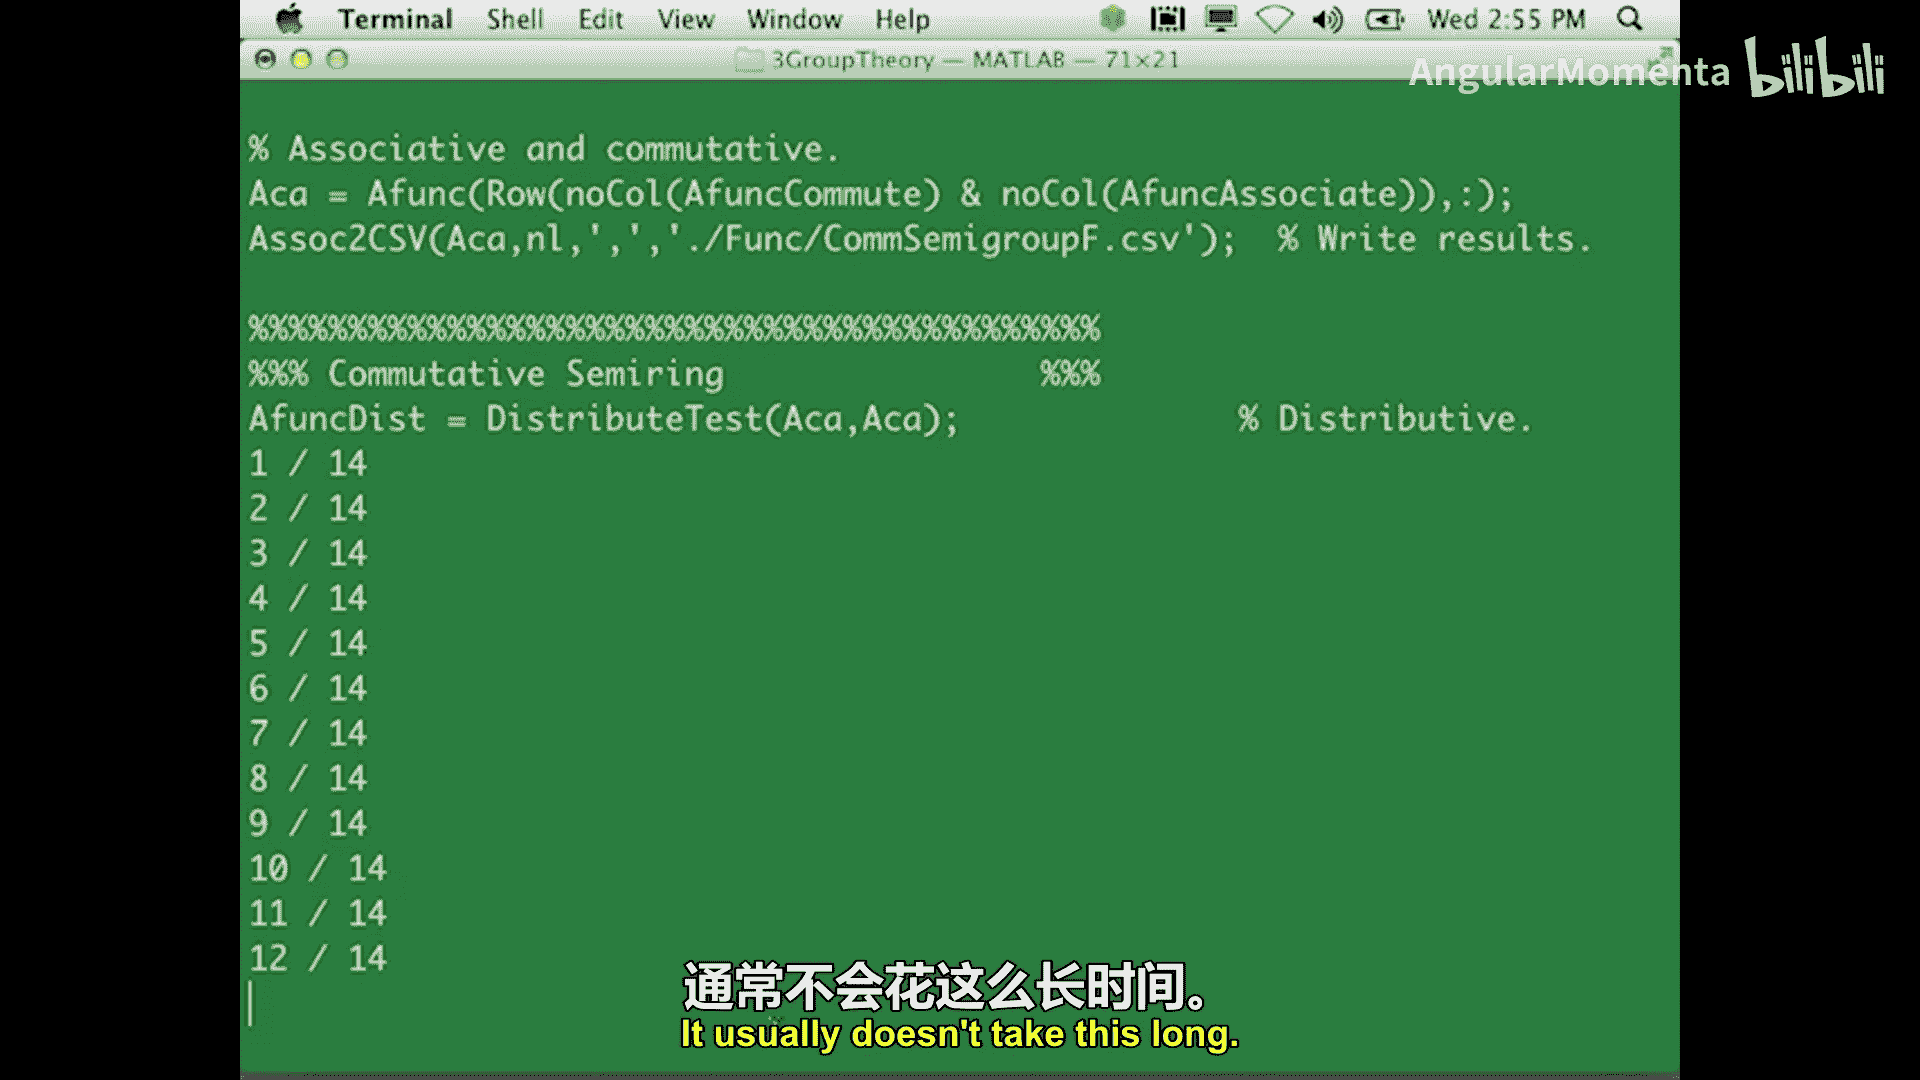 Terminal Shell Edit View Window Help Wed 2:55 PM
3GroupTheory — MATLAB — 71×21
AngularMomenta bilibili
% Associative and commutative.
Aca = Afunc(Row(noCol(AfuncCommute) & noCol(AfuncAssociate)),:);
Assoc2CSV(Aca,nl,',','./Func/CommSemigroupF.csv');  % Write results.
%%%%%%%%%%%%%%%%%%%%%%%%%%%%%%%%%%%%%%%%%%%
%%% Commutative Semiring                %%%
AfuncDist = DistributeTest(Aca,Aca);              % Distributive.
1 / 14
2 / 14
3 / 14
4 / 14
5 / 14
6 / 14
7 / 14
8 / 14
9 / 14
10 / 14
11 / 14
12 / 14
通常不会花这么长时间。
It usually doesn't take this long.